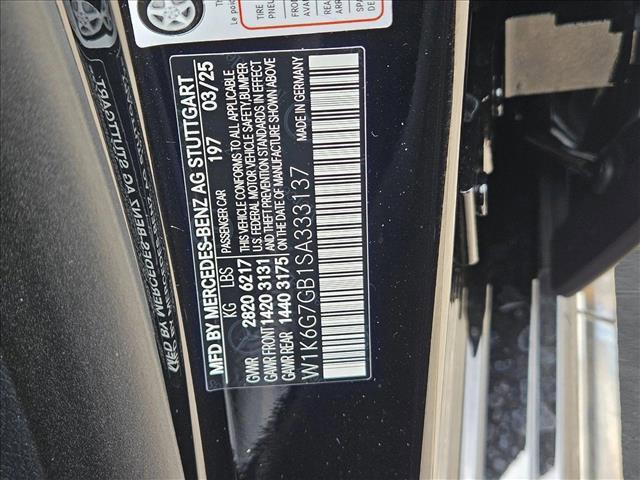 MFD BY MERCEDES-BENZ AG STUTTGART
197 03/25
KG LBS PASSENGER CAR
GVWR 2820 6217 THIS VEHICLE CONFORMS TO ALL APPLICABLE
U.S. FEDERAL MOTOR VEHICLE SAFETY, BUMPER
GAWR FRONT 1420 3131 AND THEFT PREVENTION STANDARDS IN EFFECT
GAWR REAR 1440 3175 ON THE DATE OF MANUFACTURE SHOWN ABOVE
MADE IN GERMANY
W1K6G7GB1SA333137
TIRE